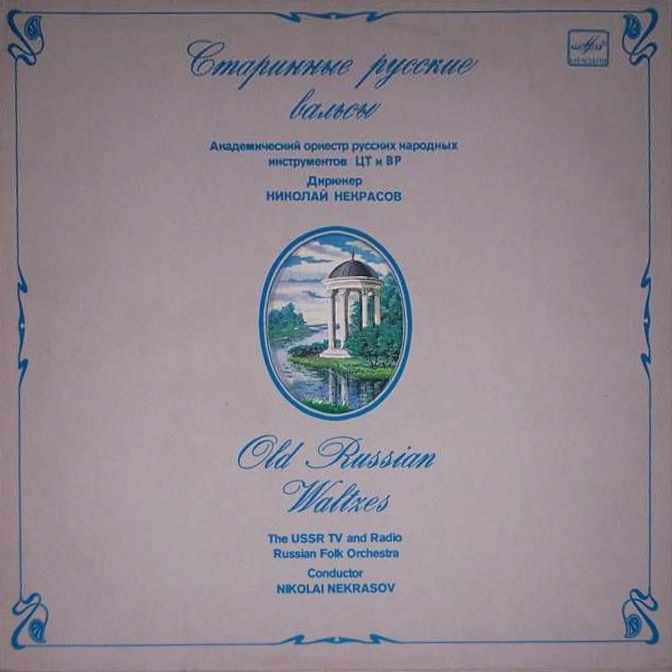 Старинные русские
вальсы
Академический оркестр русских народных
инструментов ЦТ и ВР
Дирижер
НИКОЛАЙ НЕКРАСОВ
Old Russian
Waltzes
The USSR TV and Radio
Russian Folk Orchestra
Conductor
NIKOLAI NEKRASOV